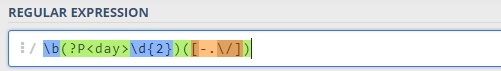 REGULAR EXPRESSION
⋮ / \b(?P<day>\d{2})([-.\/])